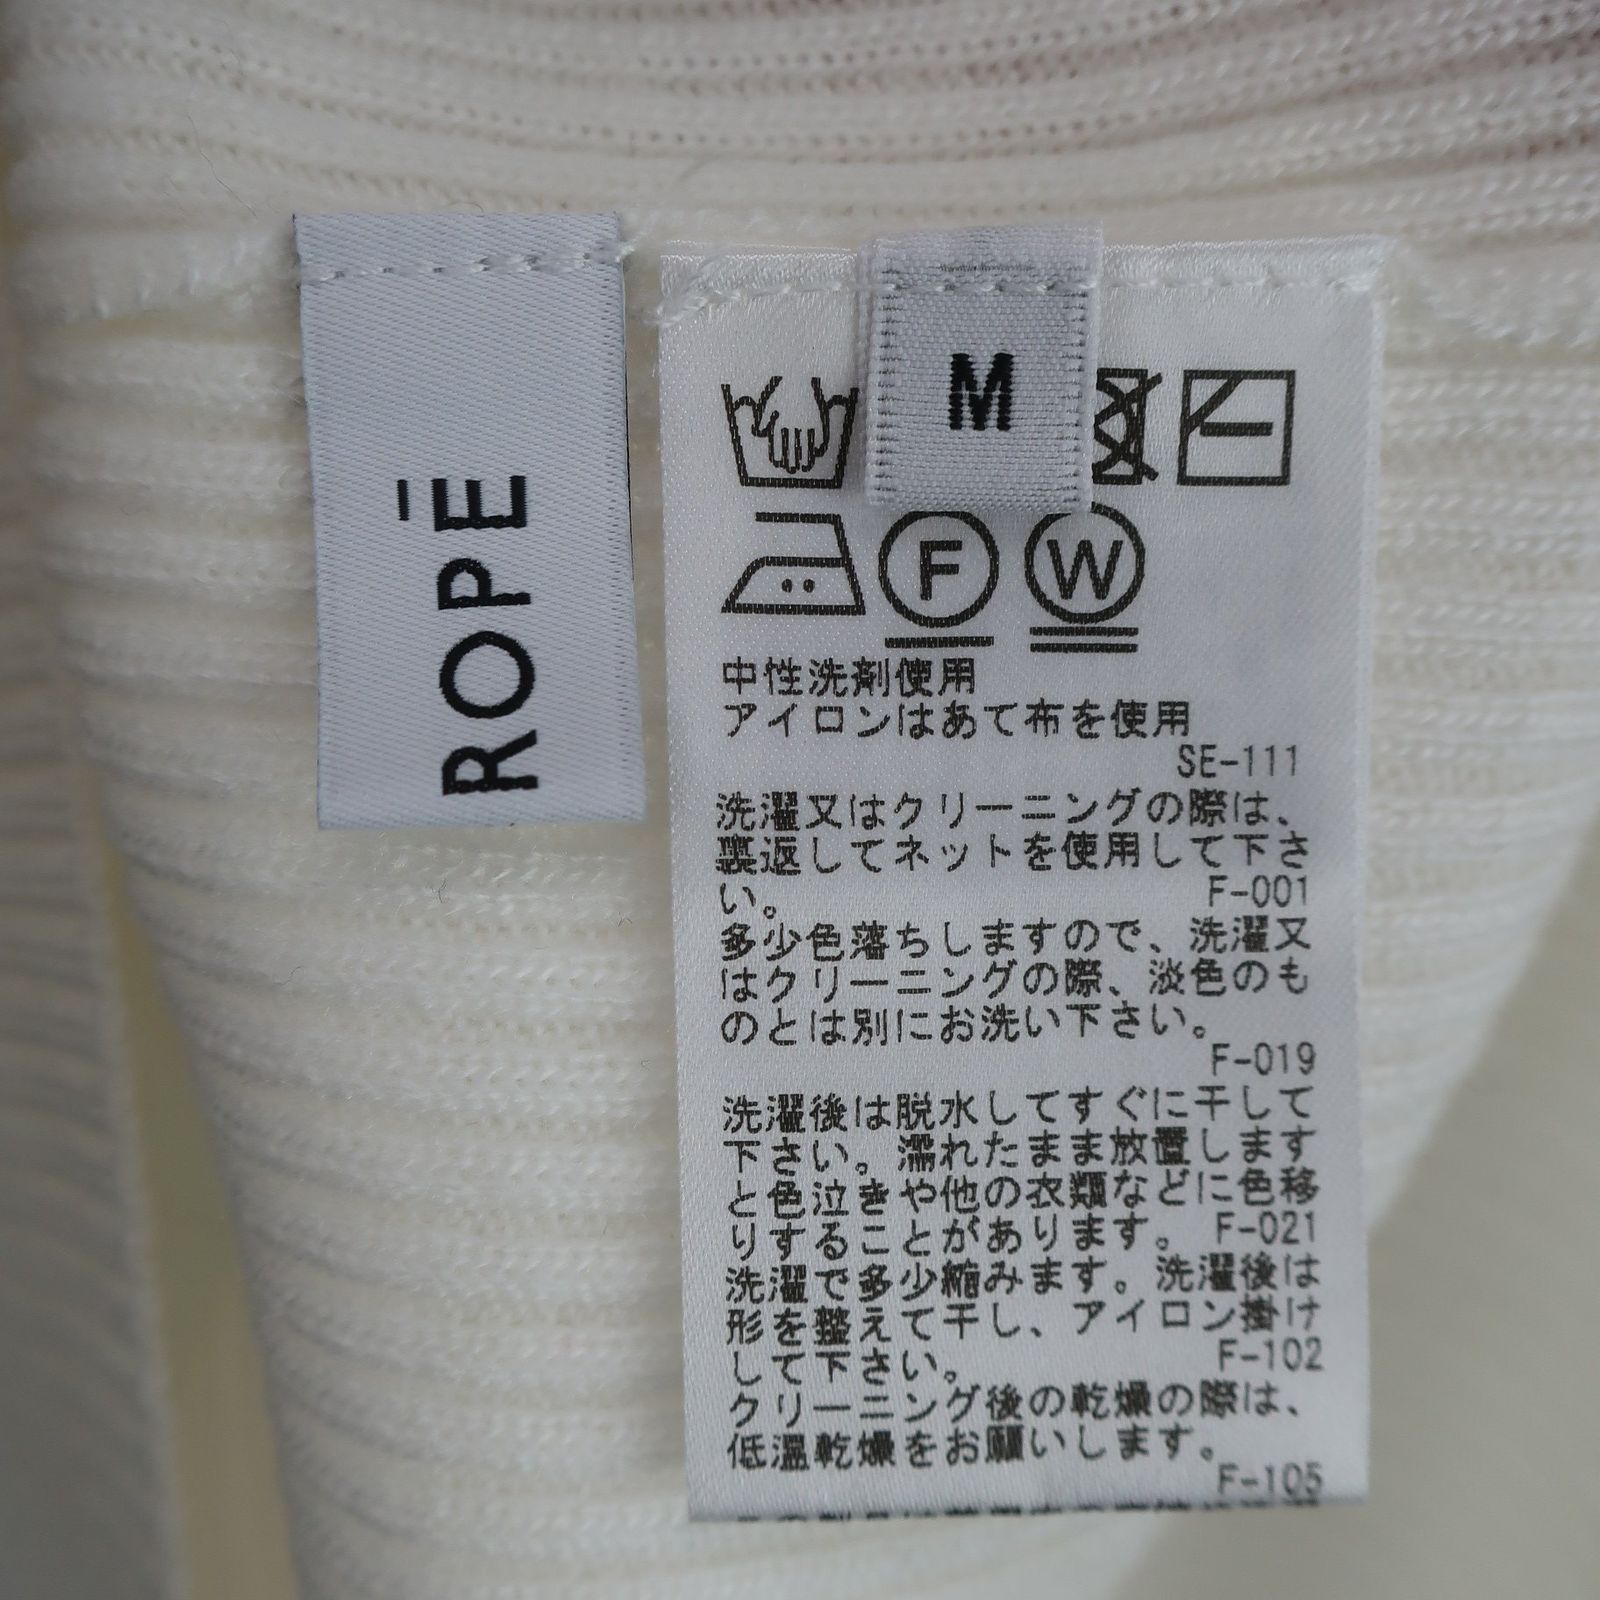 ROPÉ
M
F
W
中性洗剤使用
アイロンはあて布を使用
SE-111
洗濯又はクリーニングの際は、
裏返してネットを使用して下さ
い。 F-001
多少色落ちしますので、洗濯又
はクリーニングの際、淡色のも
のとは別にお洗い下さい。
F-019
洗濯後は脱水してすぐに干して
下さい。濡れたまま放置します
と色泣きや他の衣類などに色移
りすることがあります。 F-021
洗濯で多少縮みます。洗濯後は
形を整えて干し、アイロン掛け
して下さい。 F-102
クリーニング後の乾燥の際は、
低温乾燥をお願いします。
F-105